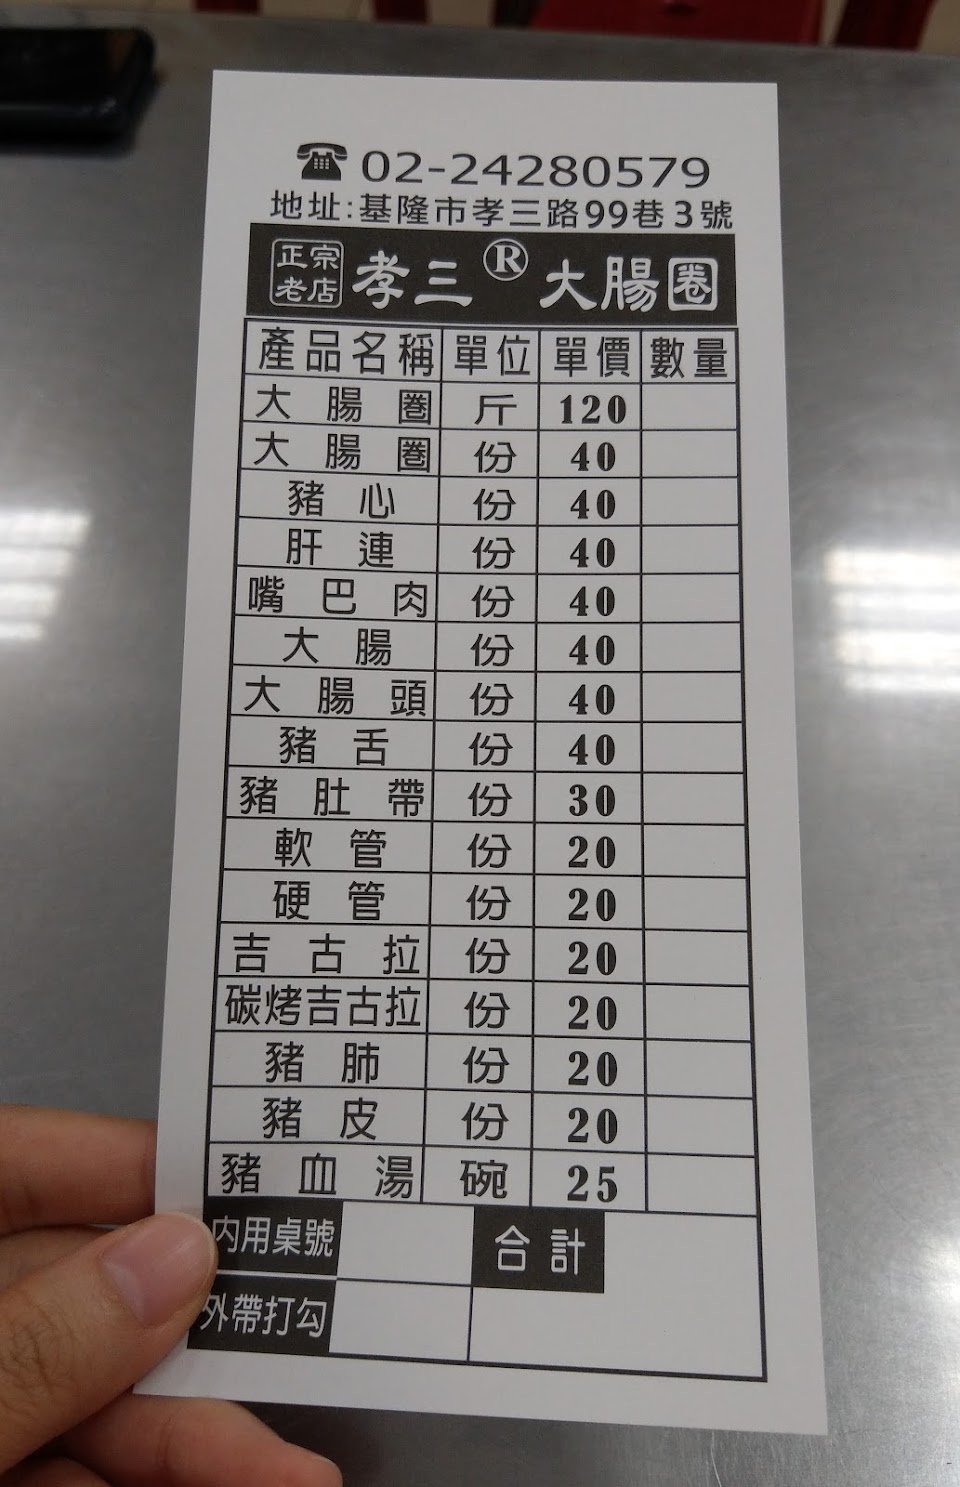 ☎ 02-24280579
地址:基隆市孝三路99巷3號
正宗老店 孝三® 大腸圈
產品名稱 單位 單價 數量
大腸圈 斤 120
大腸圈 份 40
豬心 份 40
肝連 份 40
嘴巴肉 份 40
大腸 份 40
大腸頭 份 40
豬舌 份 40
豬肚帶 份 30
軟管 份 20
硬管 份 20
吉古拉 份 20
碳烤吉古拉 份 20
豬肺 份 20
豬皮 份 20
豬血湯 碗 25
內用桌號 合計
外帶打勾